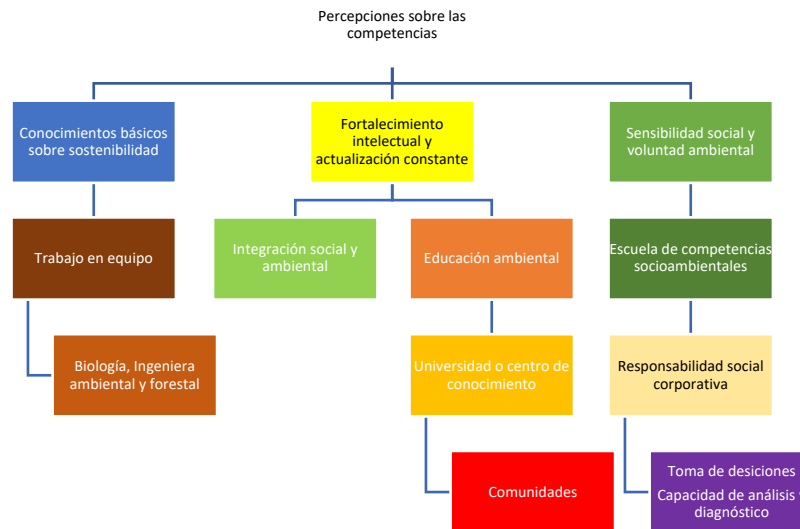 Percepciones sobre las
competencias
Conocimientos básicos
sobre sostenibilidad
Fortalecimiento
intelectual y
actualización constante
Sensibilidad social y
voluntad ambiental
Trabajo en equipo
Integración social y
ambiental
Educación ambiental
Escuela de competencias
socioambientales
Biología, Ingeniera
ambiental y forestal
Universidad o centro de
conocimiento
Responsabilidad social
corporativa
Comunidades
Toma de desiciones
Capacidad de análisis y
diagnóstico